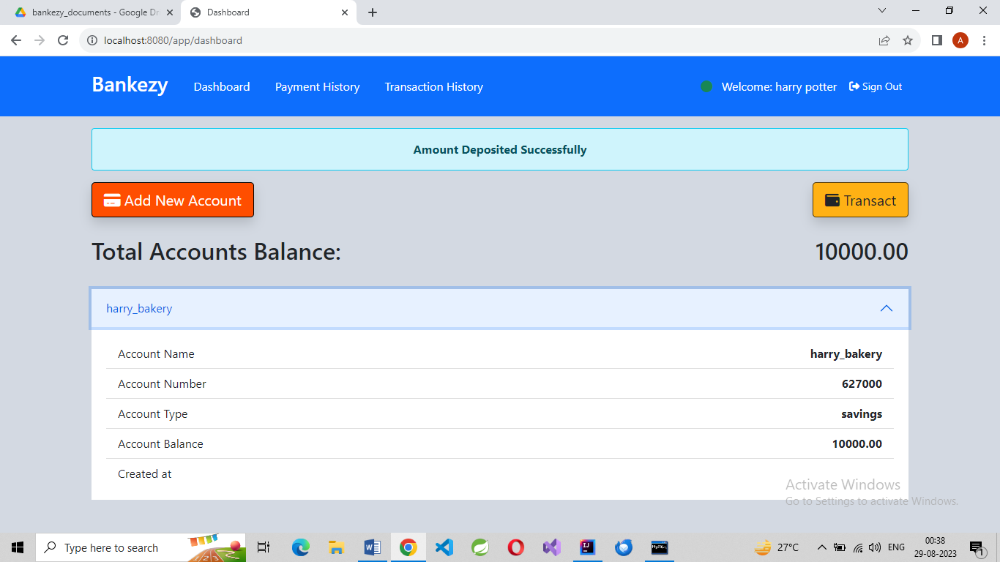 bankezy_documents - Google Dr
Dashboard
localhost:8080/app/dashboard
A
Bankezy
Dashboard
Payment History
Transaction History
Welcome: harry potter
Sign Out
Amount Deposited Successfully
Add New Account
Transact
Total Accounts Balance:
10000.00
harry_bakery
Account Name
harry_bakery
Account Number
627000
Account Type
savings
Account Balance
10000.00
Created at
Activate Windows
Go to Settings to activate Windows.
Type here to search
27°C
ENG
00:38
29-08-2023
1